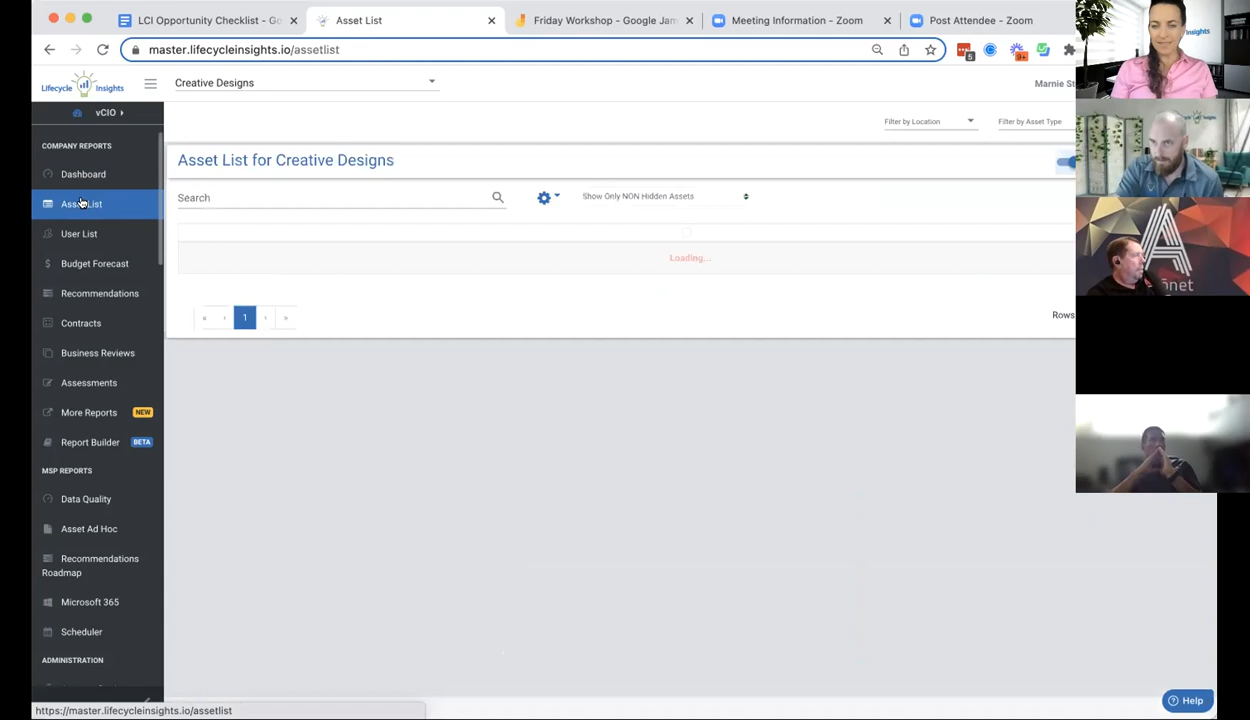 LCI Opportunity Checklist - Go
Asset List
Friday Workshop - Google Jam
Meeting Information - Zoom
Post Attendee - Zoom
master.lifecycleinsights.io/assetlist
5
9+
Lifecycle Insights
Creative Designs
Marnie St
vCIO
Filter by Location
Filter by Asset Type
COMPANY REPORTS
Dashboard
Asset List
User List
Budget Forecast
Recommendations
Contracts
Business Reviews
Assessments
More Reports NEW
Report Builder BETA
MSP REPORTS
Data Quality
Asset Ad Hoc
Recommendations
Roadmap
Microsoft 365
Scheduler
ADMINISTRATION
Asset List for Creative Designs
Search
Show Only NON Hidden Assets
Loading...
« ‹ 1 › »
Rows
Insights
net
Help
https://master.lifecycleinsights.io/assetlist